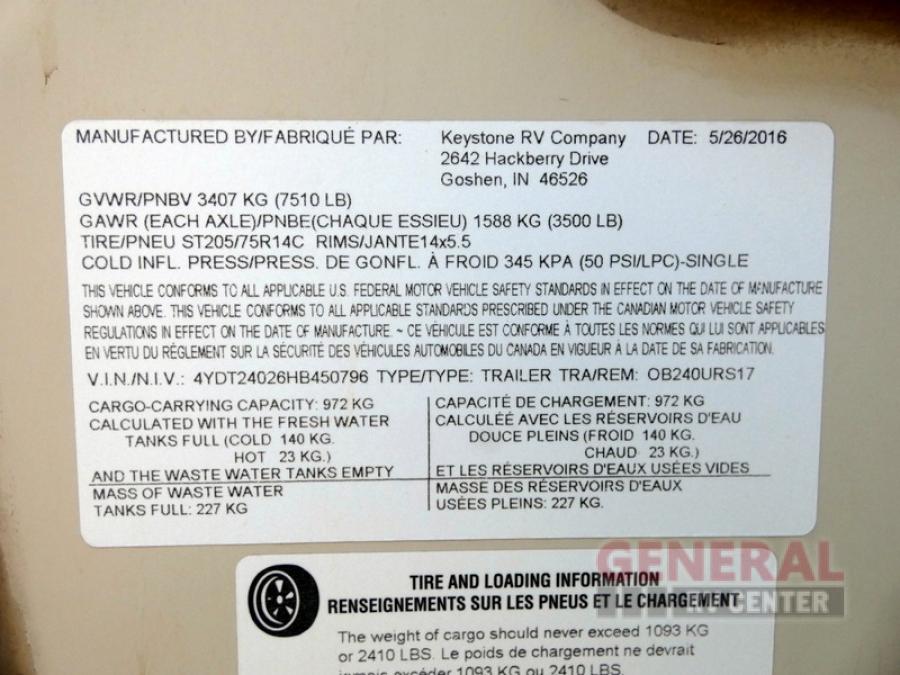 MANUFACTURED BY/FABRIQUÉ PAR: Keystone RV Company DATE: 5/26/2016
2642 Hackberry Drive
Goshen, IN 46526
GVWR/PNBV 3407 KG (7510 LB)
GAWR (EACH AXLE)/PNBE(CHAQUE ESSIEU) 1588 KG (3500 LB)
TIRE/PNEU ST205/75R14C RIMS/JANTE14x5.5
COLD INFL. PRESS/PRESS. DE GONFL. À FROID 345 KPA (50 PSI/LPC)-SINGLE
THIS VEHICLE CONFORMS TO ALL APPLICABLE U.S. FEDERAL MOTOR VEHICLE SAFETY STANDARDS IN EFFECT ON THE DATE OF MANUFACTURE
SHOWN ABOVE. THIS VEHICLE CONFORMS TO ALL APPLICABLE STANDARDS PRESCRIBED UNDER THE CANADIAN MOTOR VEHICLE SAFETY
REGULATIONS IN EFFECT ON THE DATE OF MANUFACTURE. ~ CE VÉHICULE EST CONFORME À TOUTES LES NORMES QUI LUI SONT APPLICABLES
EN VERTU DU RÈGLEMENT SUR LA SÉCURITÉ DES VÉHICULES AUTOMOBILES DU CANADA EN VIGUEUR À LA DATE DE SA FABRICATION.
V.I.N./N.I.V.: 4YDT24026HB450796 TYPE/TYPE: TRAILER TRA/REM: OB240URS17
CARGO-CARRYING CAPACITY: 972 KG
CALCULATED WITH THE FRESH WATER
TANKS FULL (COLD 140 KG.
HOT 23 KG.)
AND THE WASTE WATER TANKS EMPTY
MASS OF WASTE WATER
TANKS FULL: 227 KG
CAPACITÉ DE CHARGEMENT: 972 KG
CALCULÉE AVEC LES RÉSERVOIRS D'EAU
DOUCE PLEINS (FROID 140 KG.
CHAUD 23 KG.)
ET LES RÉSERVOIRS D'EAUX USÉES VIDES
MASSE DES RÉSERVOIRS D'EAUX
USÉES PLEINS: 227 KG.
TIRE AND LOADING INFORMATION
RENSEIGNEMENTS SUR LES PNEUS ET LE CHARGEMENT
The weight of cargo should never exceed 1093 KG
or 2410 LBS. Le poids de chargement ne devrait
jamais excéder 1093 KG ou 2410 LBS.
GENERAL
RV CENTER